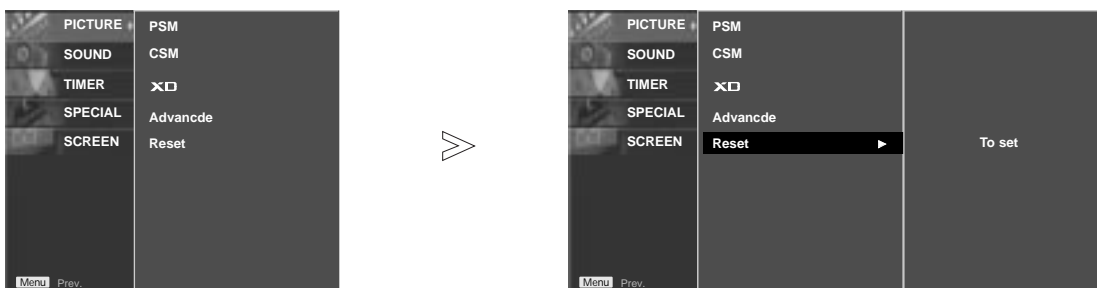 PICTURE
SOUND
TIMER
SPECIAL
SCREEN
PSM
CSM
XD
Advancde
Reset
Menu Prev.
PICTURE
SOUND
TIMER
SPECIAL
SCREEN
PSM
CSM
XD
Advancde
Reset ►
To set
Menu Prev.